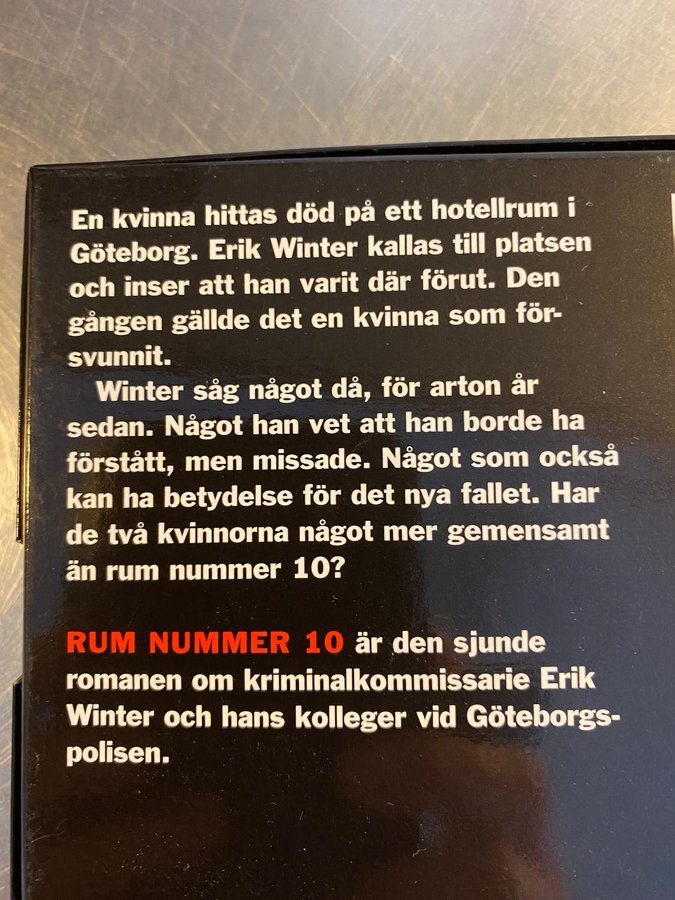 En kvinna hittas död på ett hotellrum i
Göteborg. Erik Winter kallas till platsen
och inser att han varit där förut. Den
gången gällde det en kvinna som för-
svunnit.
Winter såg något då, för arton år
sedan. Något han vet att han borde ha
förstått, men missade. Något som också
kan ha betydelse för det nya fallet. Har
de två kvinnorna något mer gemensamt
än rum nummer 10?
RUM NUMMER 10 är den sjunde
romanen om kriminalkommissarie Erik
Winter och hans kolleger vid Göteborgs-
polisen.